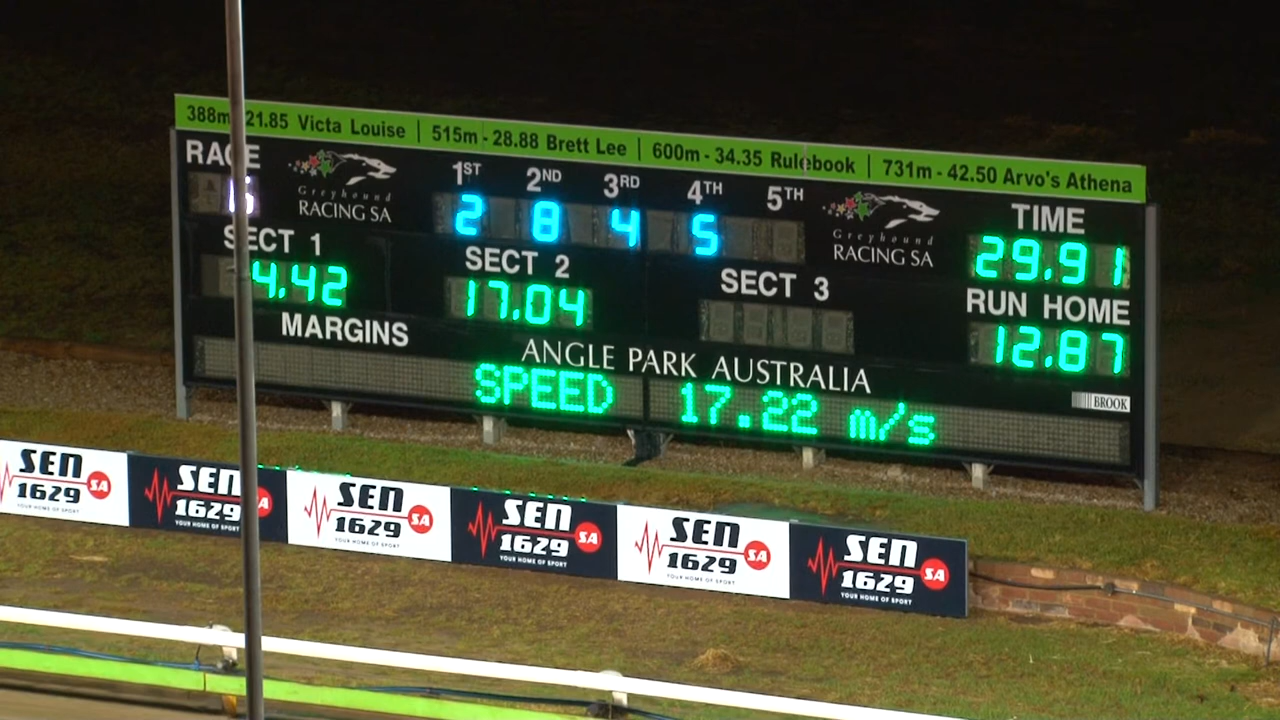 388m - 21.85 Victa Louise | 515m - 28.88 Brett Lee | 600m - 34.35 Rulebook | 731m - 42.50 Arvo's Athena
RACE
6
Greyhound
RACING SA
1ST 2ND 3RD 4TH 5TH
2 8 4 5
Greyhound
RACING SA
TIME
29.91
SECT 1
4.42
SECT 2
17.04
SECT 3
RUN HOME
12.87
MARGINS
ANGLE PARK AUSTRALIA
SPEED 17.22 m/s
BROOK
SEN
1629
SA
YOUR HOME OF SPORT
SEN
1629
SA
YOUR HOME OF SPORT
SEN
1629
SA
YOUR HOME OF SPORT
SEN
1629
SA
YOUR HOME OF SPORT
SEN
1629
SA
YOUR HOME OF SPORT
SEN
1629
SA
YOUR HOME OF SPORT